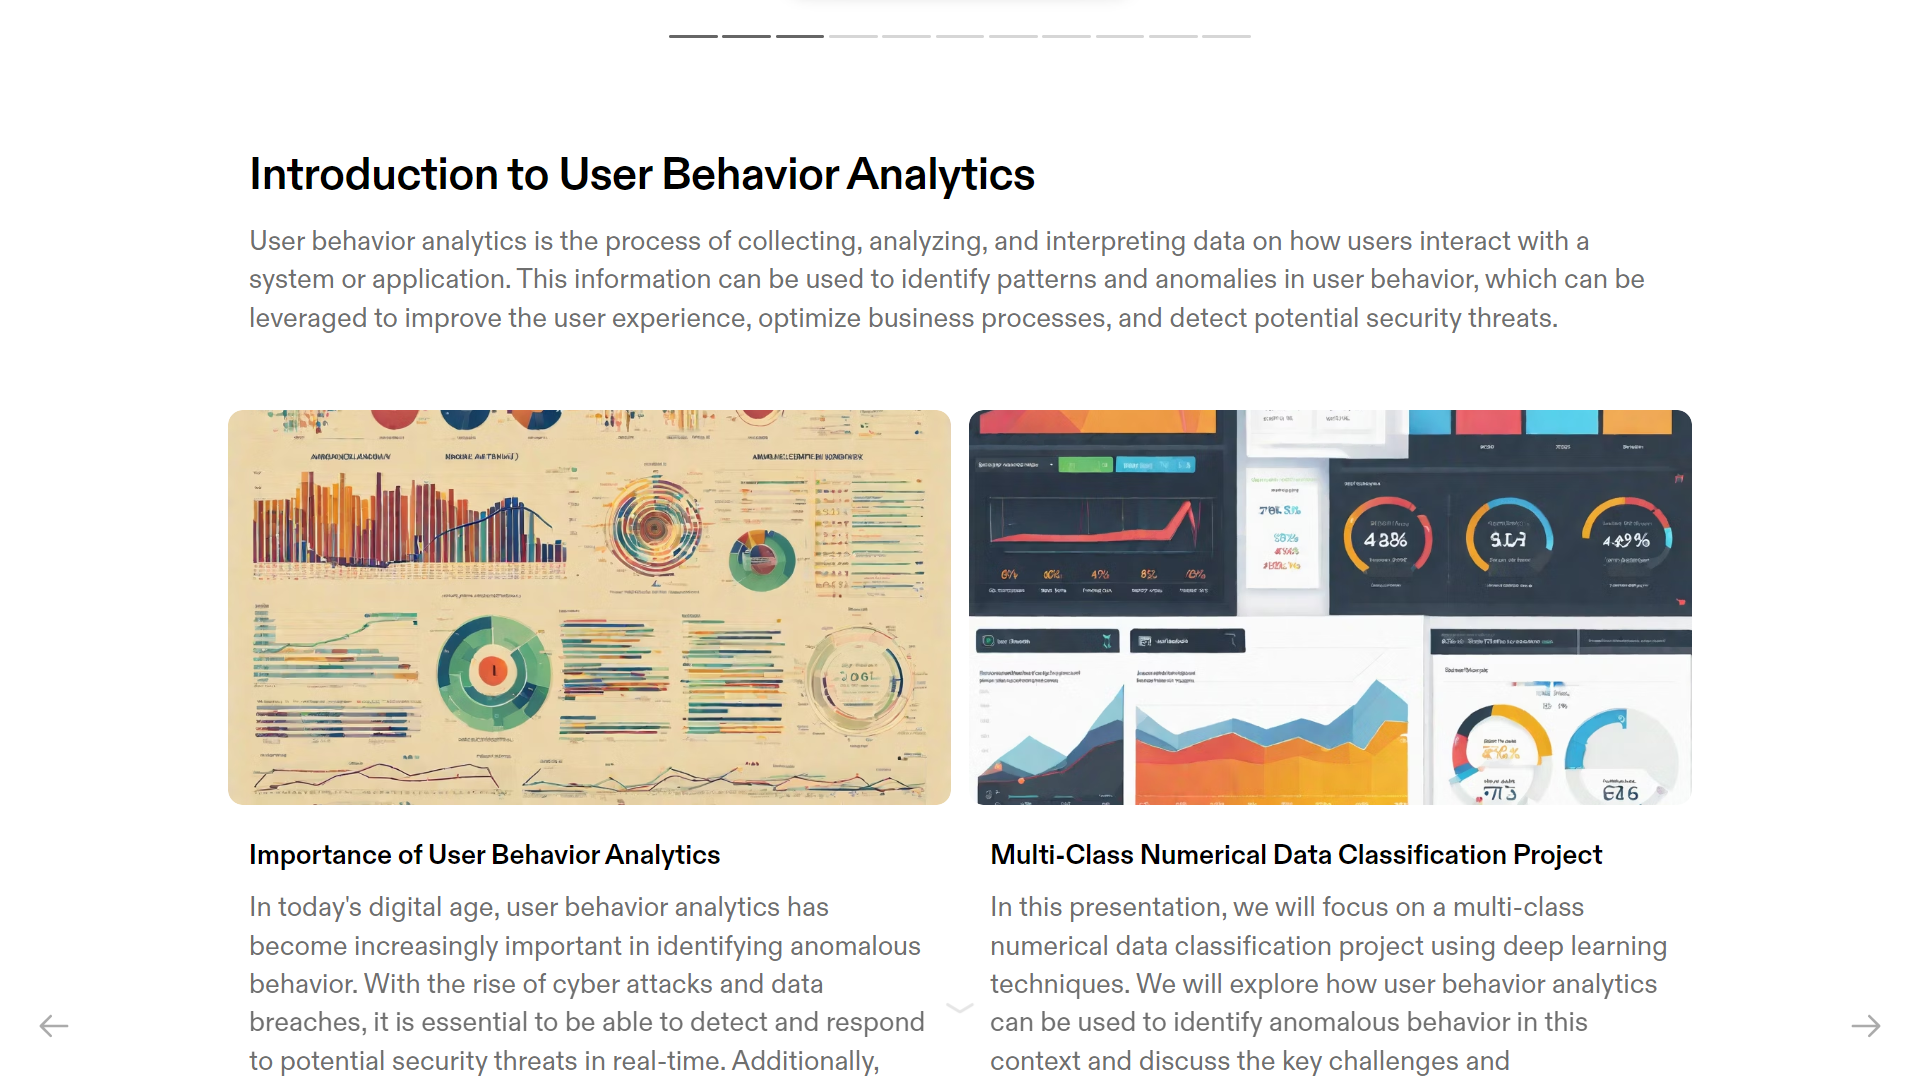 Introduction to User Behavior Analytics
User behavior analytics is the process of collecting, analyzing, and interpreting data on how users interact with a
system or application. This information can be used to identify patterns and anomalies in user behavior, which can be
leveraged to improve the user experience, optimize business processes, and detect potential security threats.
438%
Importance of User Behavior Analytics
In today's digital age, user behavior analytics has
become increasingly important in identifying anomalous
behavior. With the rise of cyber attacks and data
breaches, it is essential to be able to detect and respond
to potential security threats in real-time. Additionally,
Multi-Class Numerical Data Classification Project
In this presentation, we will focus on a multi-class
numerical data classification project using deep learning
techniques. We will explore how user behavior analytics
can be used to identify anomalous behavior in this
context and discuss the key challenges and